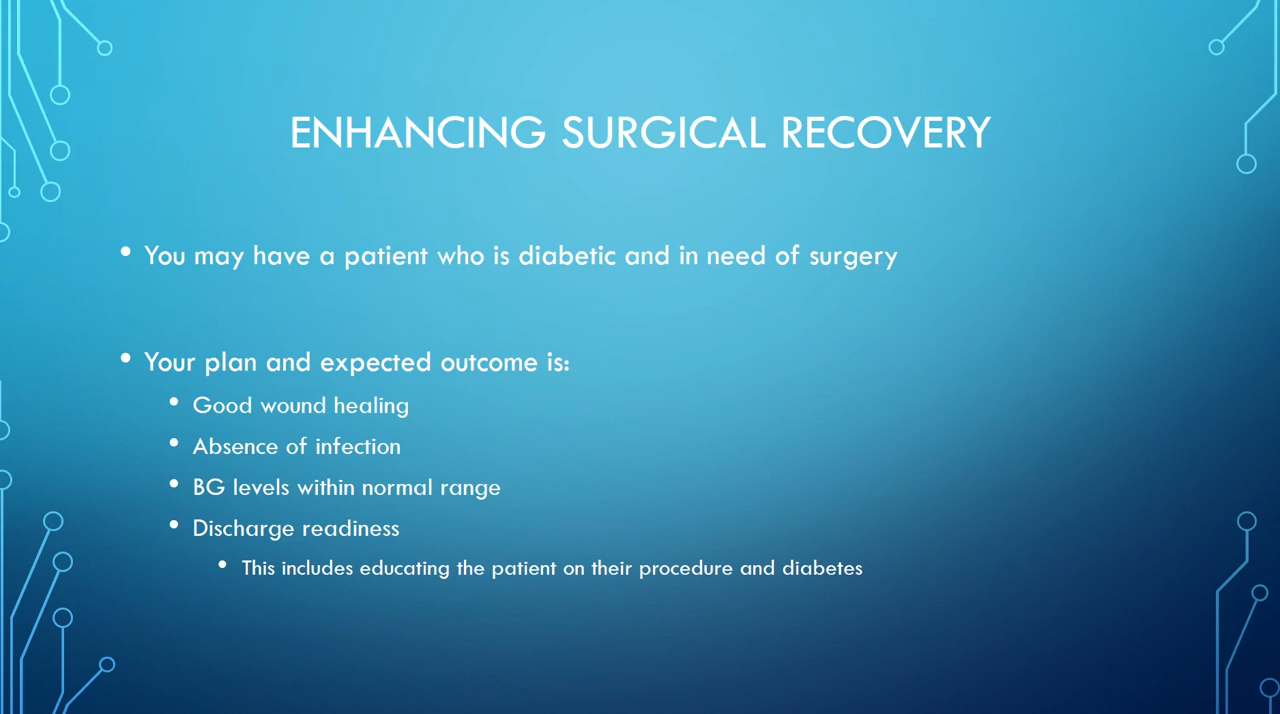 ENHANCING SURGICAL RECOVERY
• You may have a patient who is diabetic and in need of surgery
• Your plan and expected outcome is:
• Good wound healing
• Absence of infection
• BG levels within normal range
• Discharge readiness
• This includes educating the patient on their procedure and diabetes